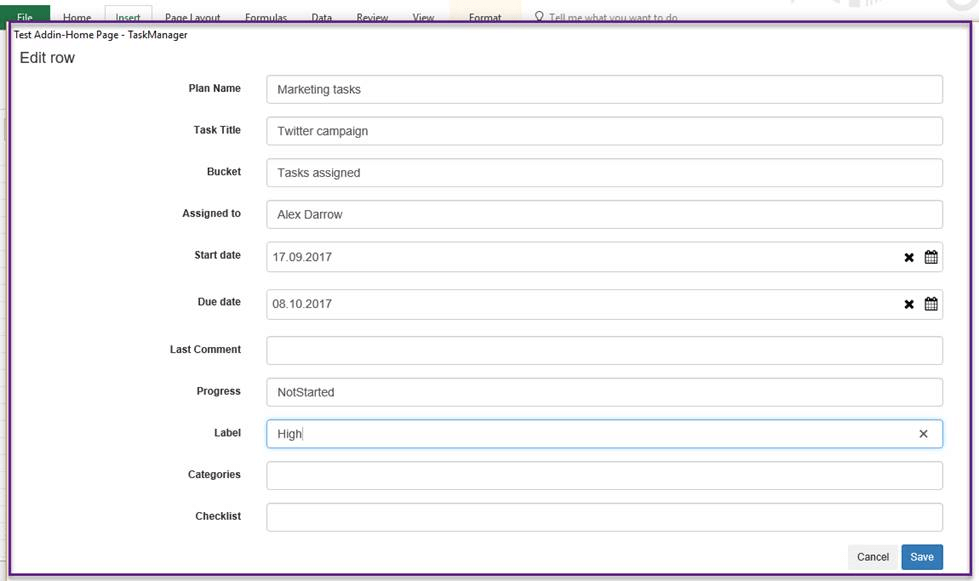 File Home Insert Page Layout Formulas Data Review View Format Tell me what you want to do
Test Addin-Home Page - TaskManager
Edit row
Plan Name Marketing tasks
Task Title Twitter campaign
Bucket Tasks assigned
Assigned to Alex Darrow
Start date 17.09.2017
Due date 08.10.2017
Last Comment
Progress NotStarted
Label High
Categories
Checklist
Cancel Save